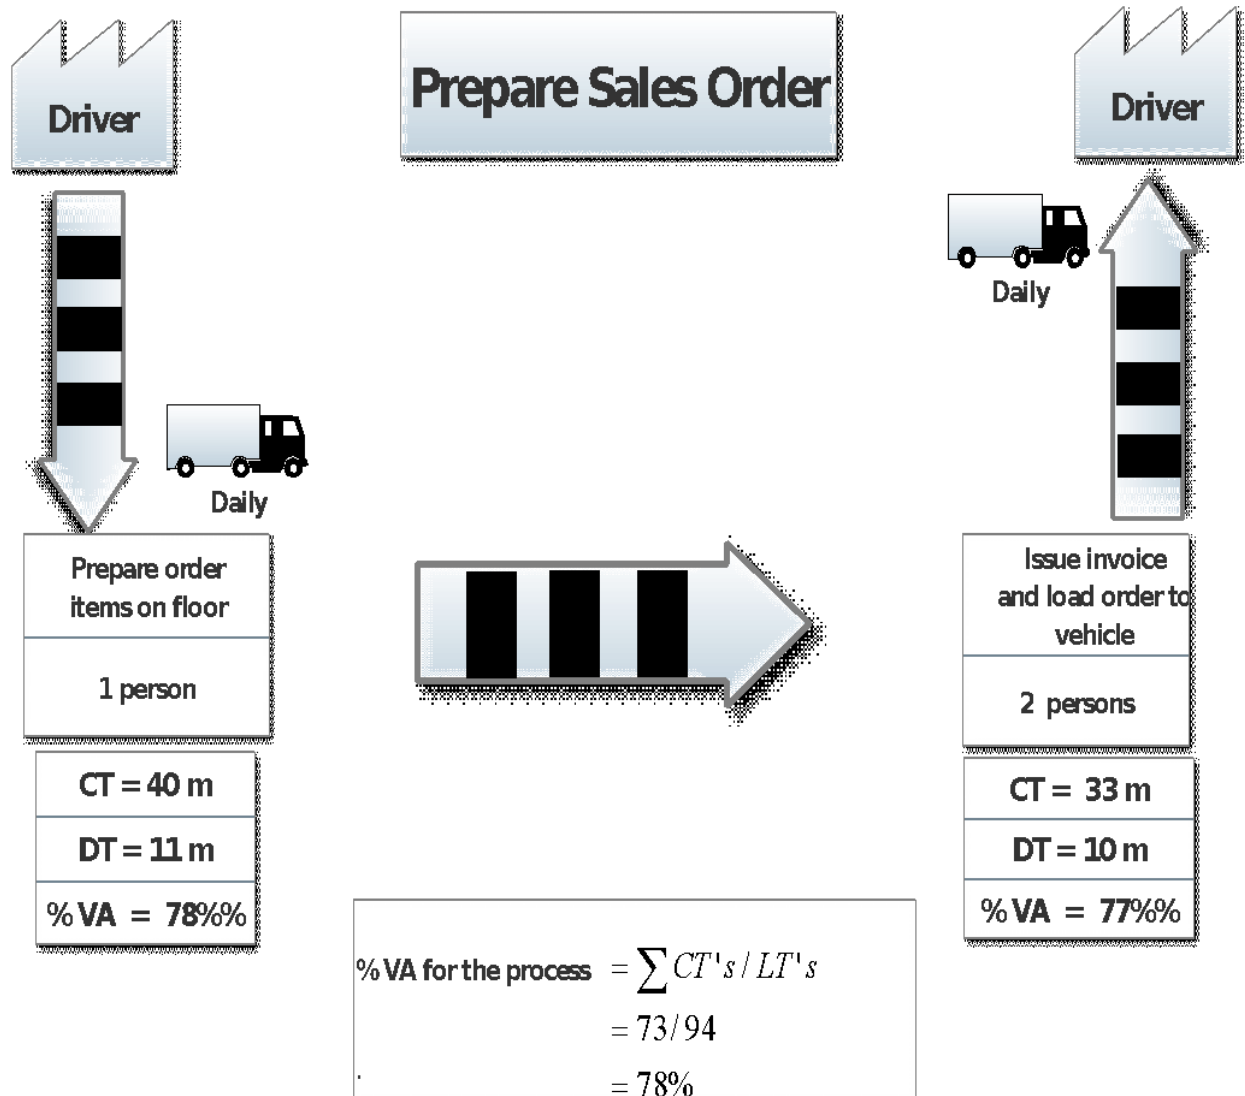 Driver
Prepare Sales Order
Driver
Daily
Daily
Prepare order
items on floor
1 person
Issue invoice
and load order to
vehicle
2 persons
CT = 40 m
DT = 11 m
% VA = 78%%
CT = 33 m
DT = 10 m
% VA = 77%%
% VA for the process = ∑ CT's / LT's
= 73/94
.
= 78%